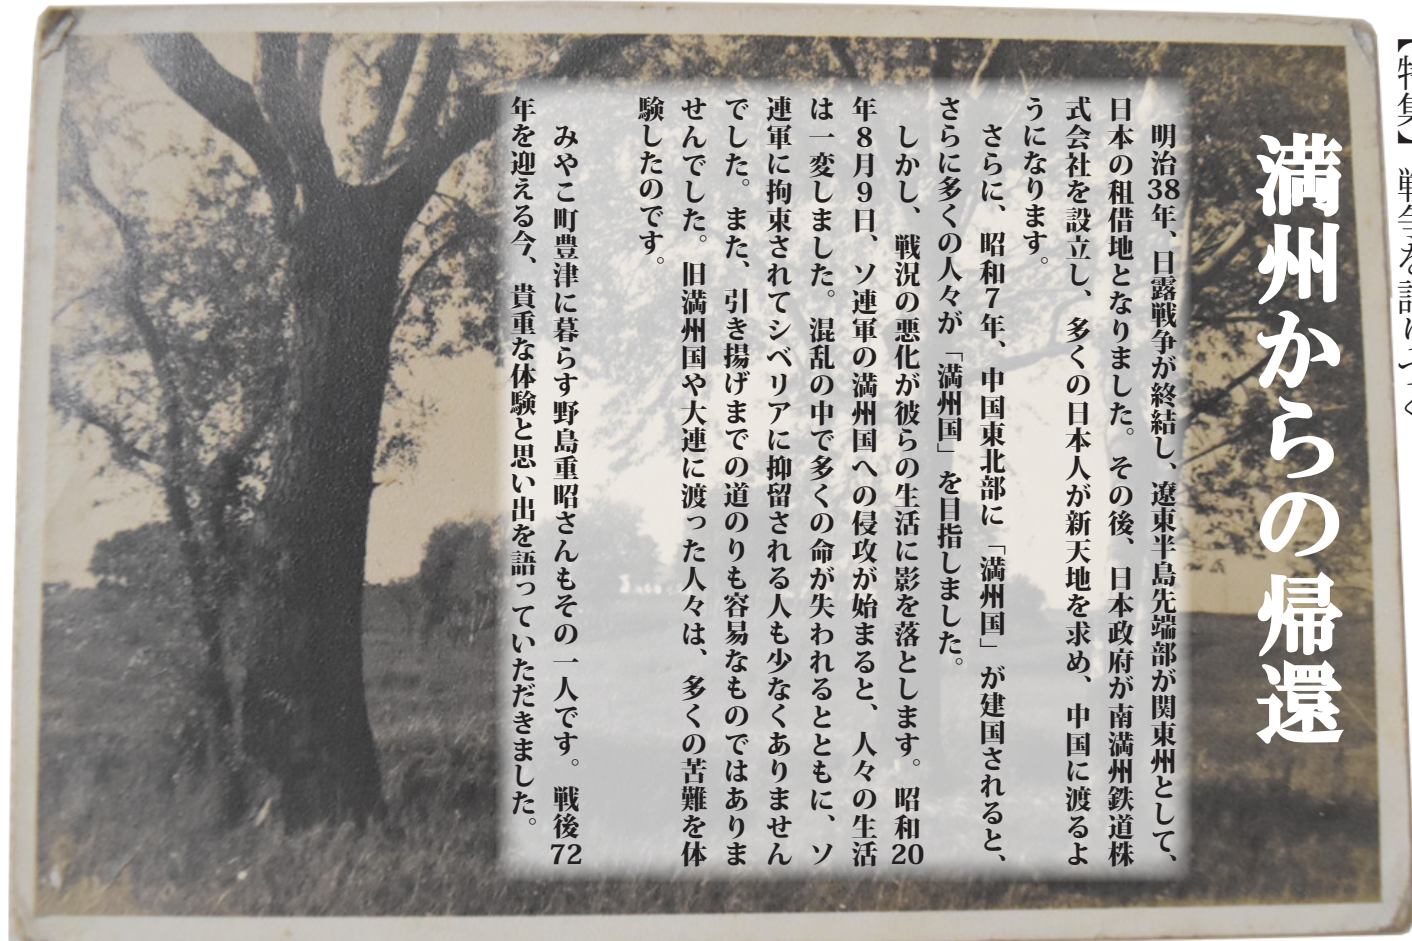 【特集】戦争を語りつぐ
満州からの帰還
明治38年、日露戦争が終結し、遼東半島先端部が関東州として、
日本の租借地となりました。その後、日本政府が南満州鉄道株
式会社を設立し、多くの日本人が新天地を求め、中国に渡るよ
うになります。
さらに、昭和7年、中国東北部に「満州国」が建国されると、
さらに多くの人々が「満州国」を目指しました。
しかし、戦況の悪化が彼らの生活に影を落とします。昭和20
年8月9日、ソ連軍の満州国への侵攻が始まると、人々の生活
は一変しました。混乱の中で多くの命が失われるとともに、ソ
連軍に拘束されてシベリアに抑留される人も少なくありません
でした。また、引き揚げまでの道のりも容易なものではありま
せんでした。旧満州国や大連に渡った人々は、多くの苦難を体
験したのです。
みやこ町豊津に暮らす野島重昭さんもその一人です。戦後72
年を迎える今、貴重な体験と思い出を語っていただきました。